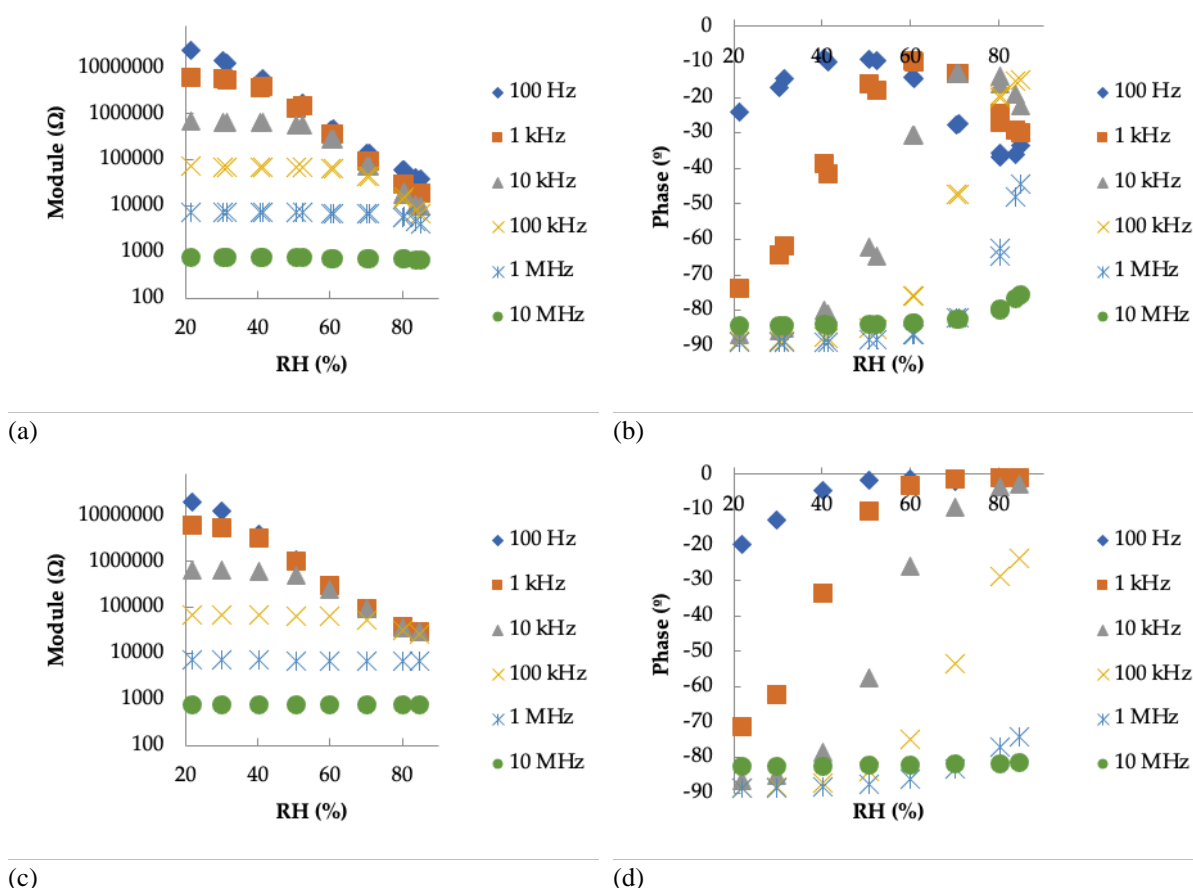 10000000
1000000
100000
10000
1000
100
Module (Ω)
20 40 60 80
RH (%)
100 Hz
1 kHz
10 kHz
100 kHz
1 MHz
10 MHz
(a)
0
-10
-20
-30
-40
-50
-60
-70
-80
-90
Phase (º)
20 40 60 80
RH (%)
100 Hz
1 kHz
10 kHz
100 kHz
1 MHz
10 MHz
(b)
10000000
1000000
100000
10000
1000
100
Module (Ω)
20 40 60 80
RH (%)
100 Hz
1 kHz
10 kHz
100 kHz
1 MHz
10 MHz
(c)
0
-10
-20
-30
-40
-50
-60
-70
-80
-90
Phase (º)
20 40 60 80
RH (%)
100 Hz
1 kHz
10 kHz
100 kHz
1 MHz
10 MHz
(d)